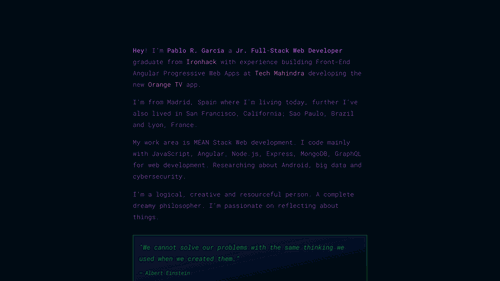 Hey! I'm Pablo R. García a Jr. Full-Stack Web Developer
graduate from Ironhack with experience building Front-End
Angular Progressive Web Apps at Tech Mahindra developing the
new Orange TV app.
I'm from Madrid, Spain where I'm living today, further I've
also lived in San Francisco, California; Sao Paulo, Brazil
and Lyon, France.
My work area is MEAN Stack Web development. I code mainly
with JavaScript, Angular, Node.js, Express, MongoDB, GraphQL
for web development. Researching about Android, big data and
cybersecurity.
I'm a logical, creative and resourceful person. A complete
dreamy philosopher. I'm passionate on reflecting about
things.
"We cannot solve our problems with the same thinking we
used when we created them."
- Albert Einstein